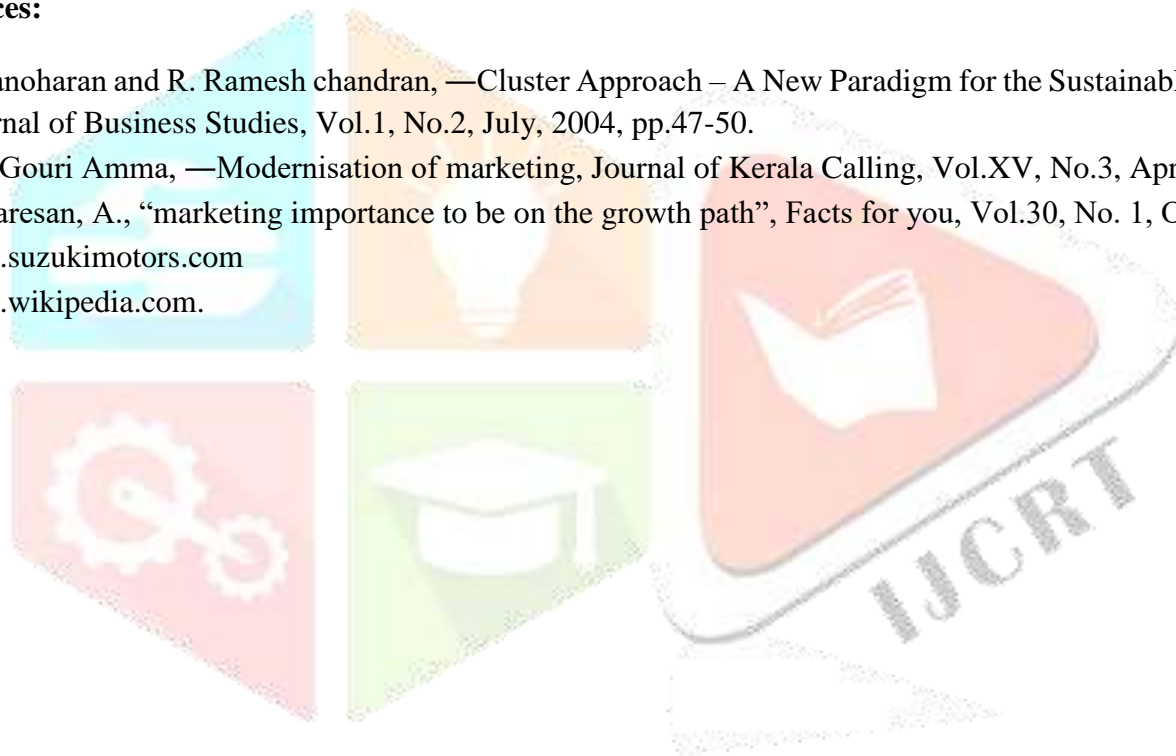 ces:
anoharan and R. Ramesh chandran, ―Cluster Approach – A New Paradigm for the Sustainabl
rnal of Business Studies, Vol.1, No.2, July, 2004, pp.47-50.
Gouri Amma, ―Modernisation of marketing, Journal of Kerala Calling, Vol.XV, No.3, Apr
aresan, A., “marketing importance to be on the growth path”, Facts for you, Vol.30, No. 1, O
.suzukimotors.com
.wikipedia.com.
IJCRT